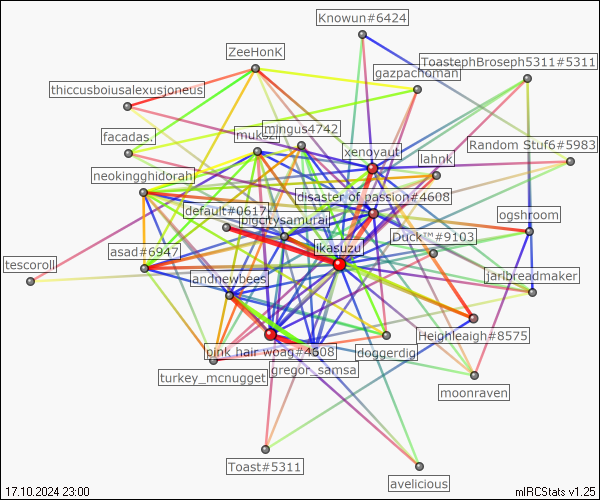 Knowun#6424
ZeeHonK
ToastephBroseph5311#5311
gazpachoman
thiccusboiusalexusjoneus
mingus4742
facadas.
xenoyaut
Random Stuf6#5983
lahnk
neokingghidorah
disaster of passion#4608
default#0617
bigcitysamurai
ogshroom
Duck™#9103
ikasuzu
asad#6947
tescoroll
andnewbees
jarlbreadmaker
Heighleaigh#8575
pink hair woag#4608
doggerdig
gregor_samsa
turkey_mcnugget
moonraven
Toast#5311
avelicious
17.10.2024 23:00
mIRCStats v1.25